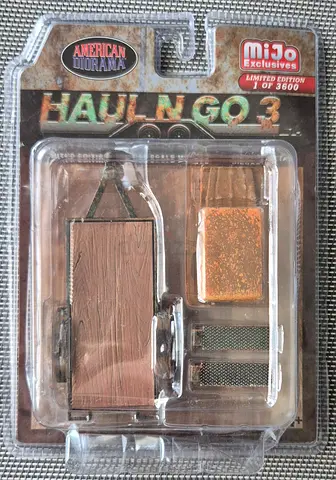 AMERICAN
DIORAMA
MiJo
Exclusives
LIMITED EDITION
1 OF 3600
HAUL N GO 3